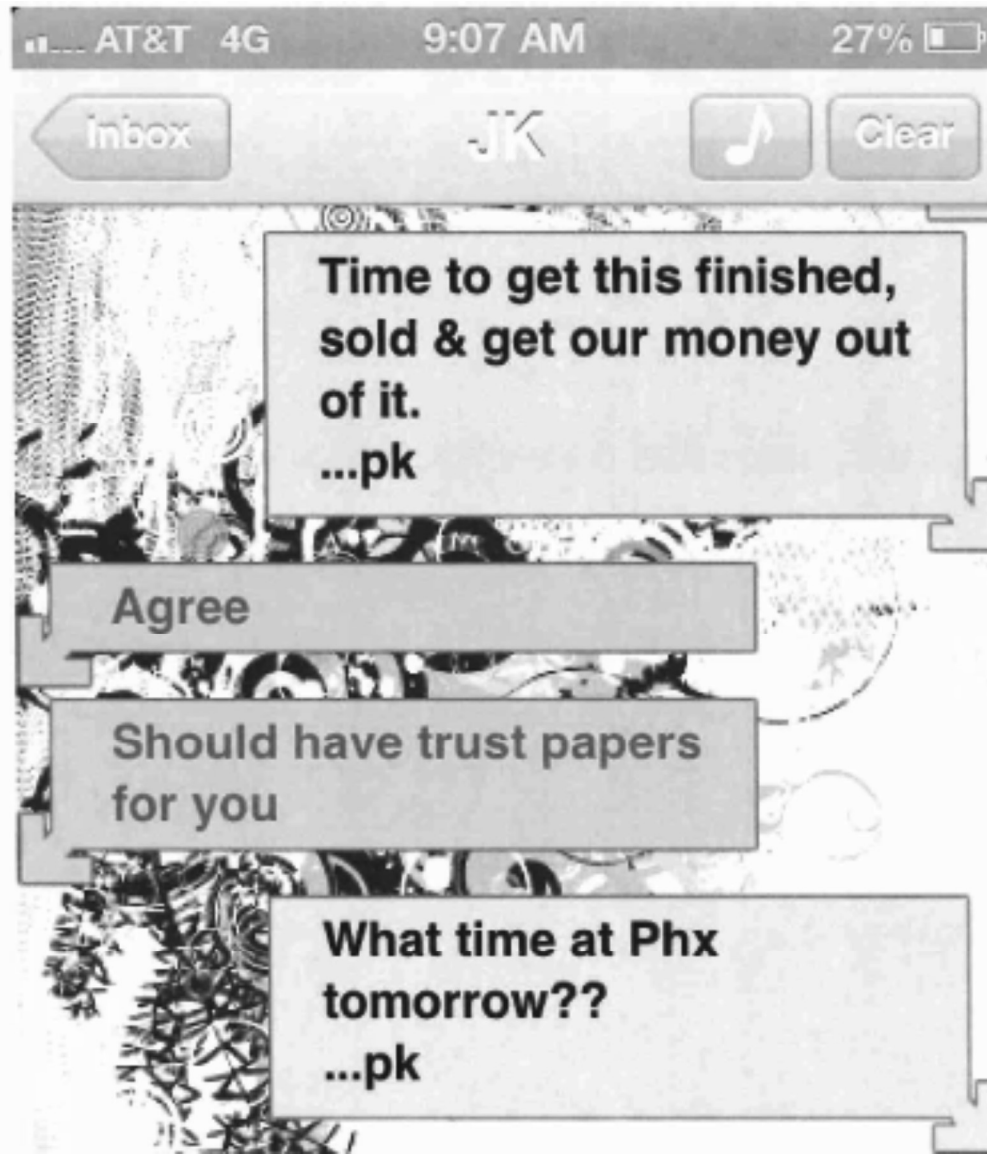 AT&T 4G 9:07 AM 27%
Inbox JK Clear
Time to get this finished,
sold & get our money out
of it.
...pk
Agree
Should have trust papers
for you
What time at Phx
tomorrow??
...pk